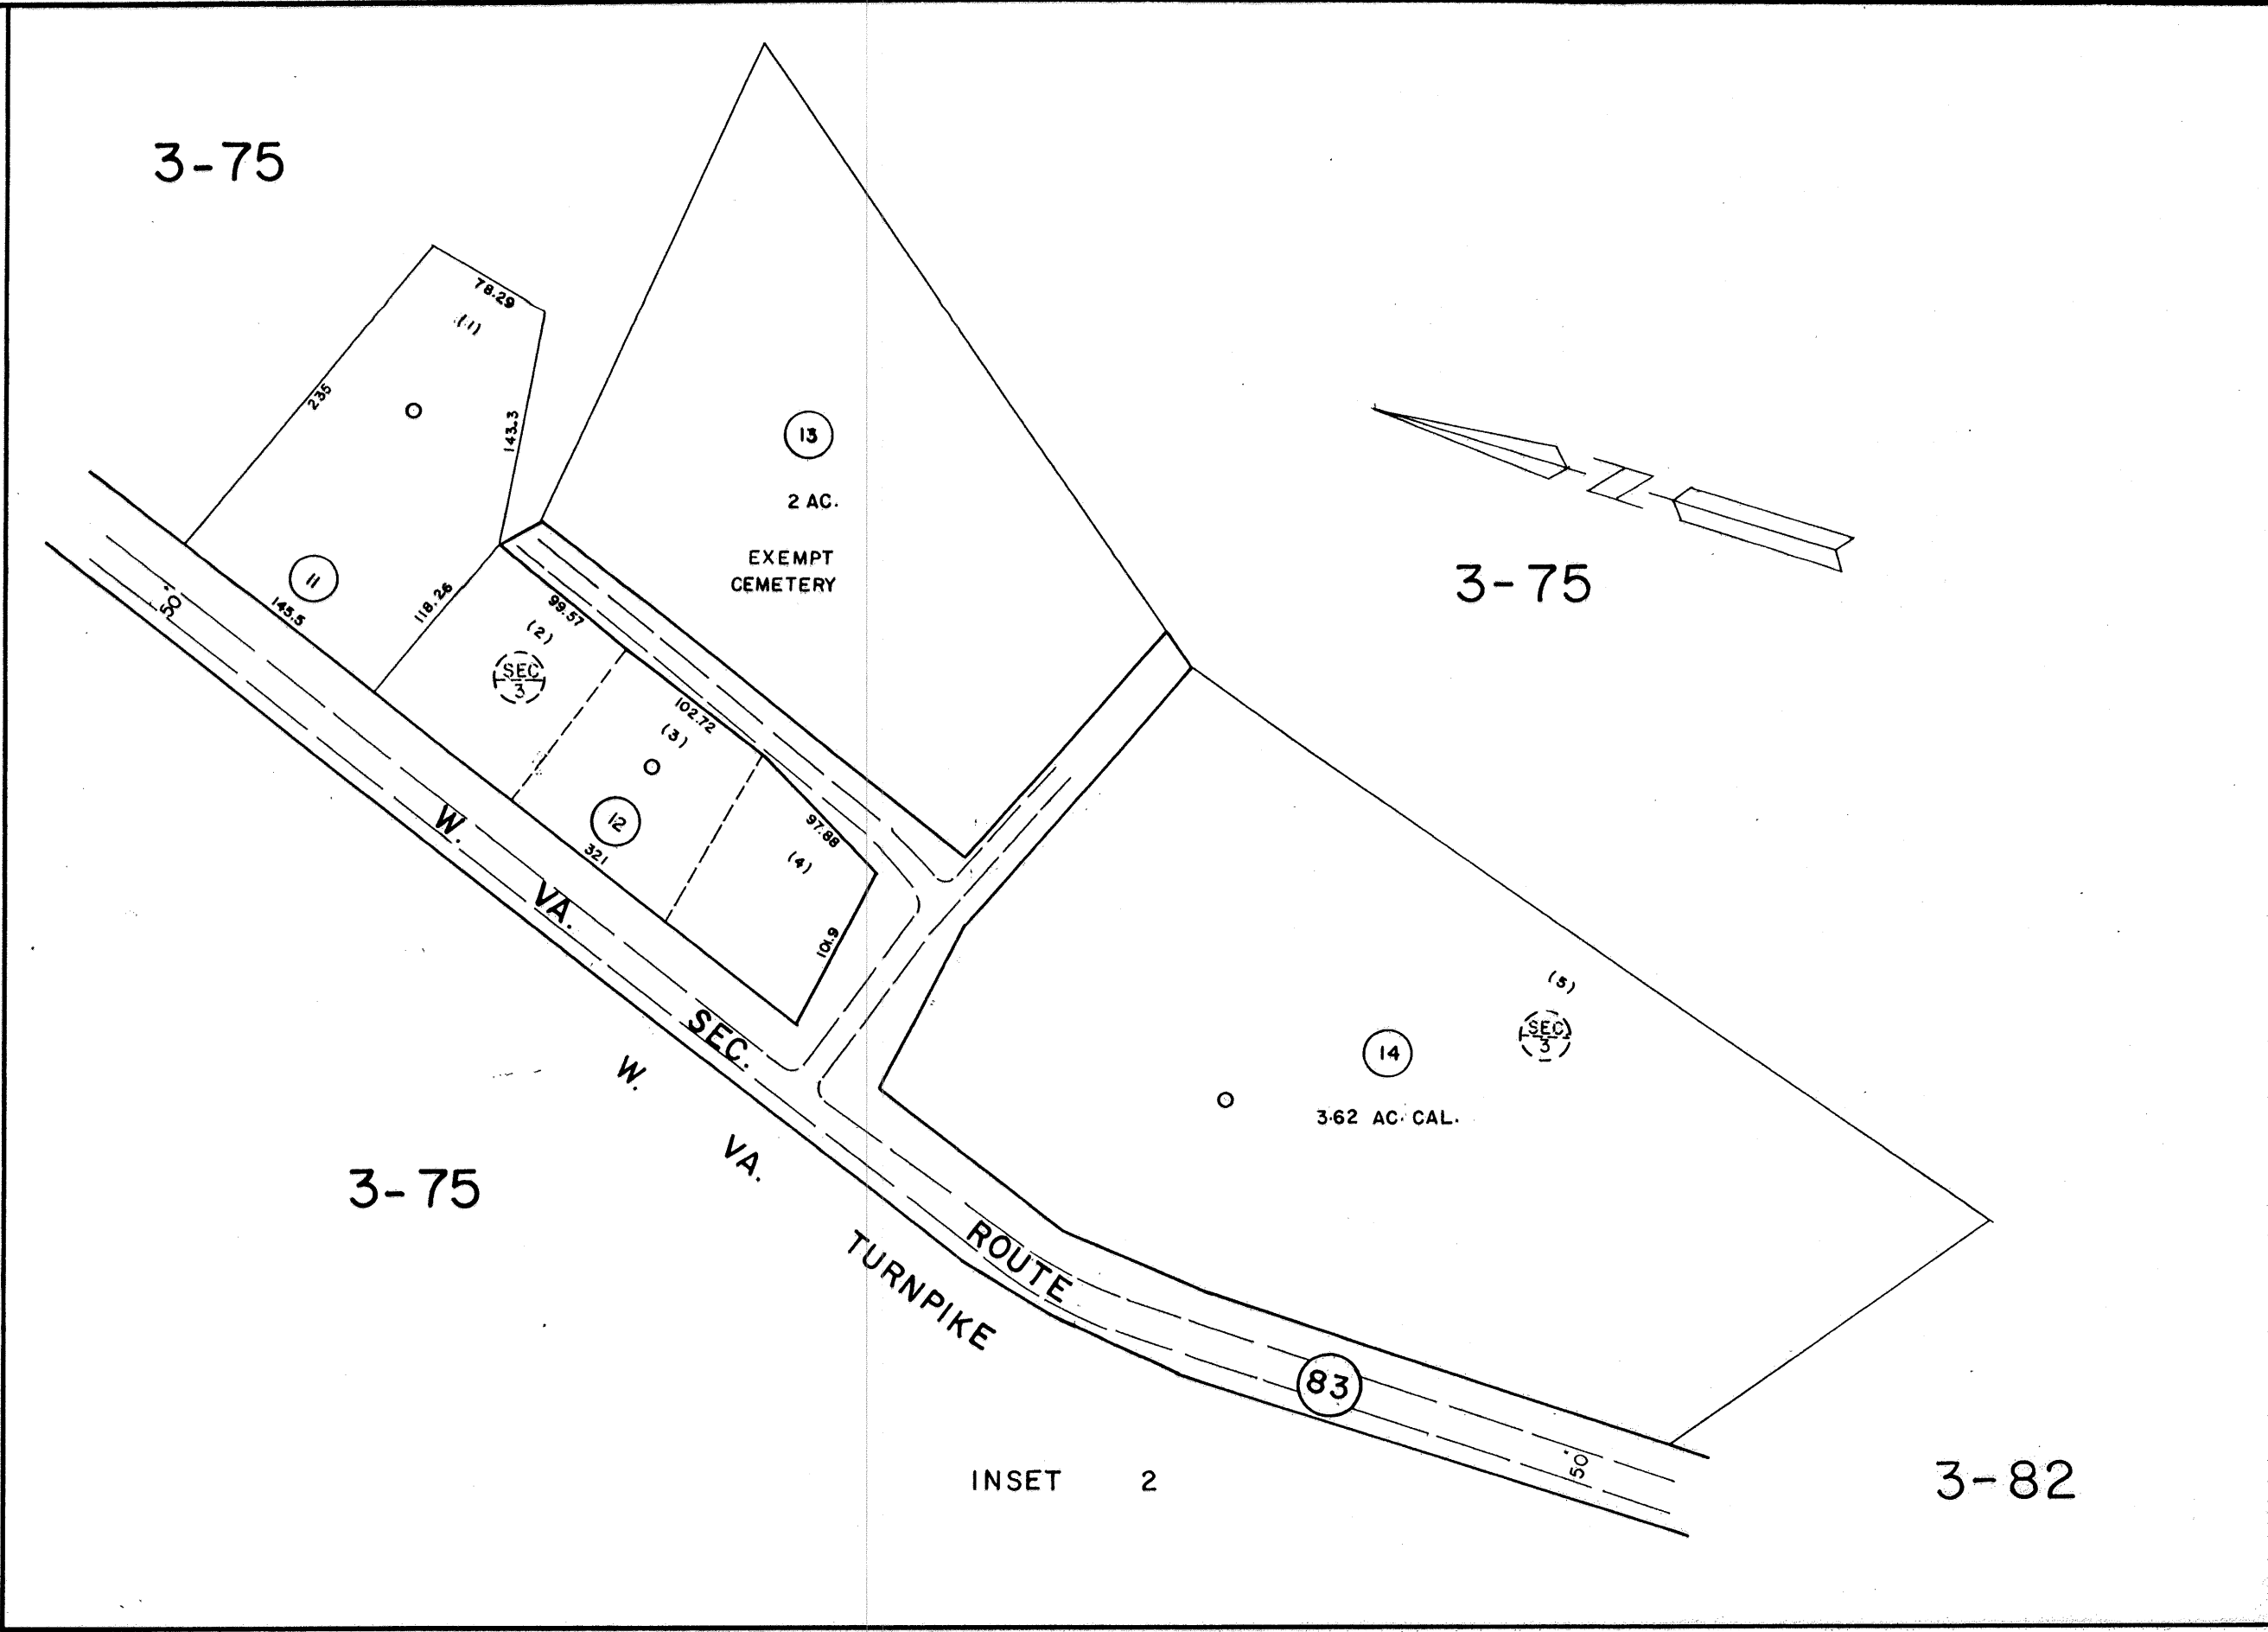 3-75
78.29
(1)
235
143.3
13
2 AC.
EXEMPT
CEMETERY
3-75
11
145.5
118.26
50'
99.57
(2)
SEC
3
102.72
(3)
12
321
97.88
(4)
101.9
(5)
SEC
3
14
3.62 AC. CAL.
W. VA. SEC. ROUTE 83
W. VA. TURNPIKE
3-75
50'
INSET 2
3-82
N